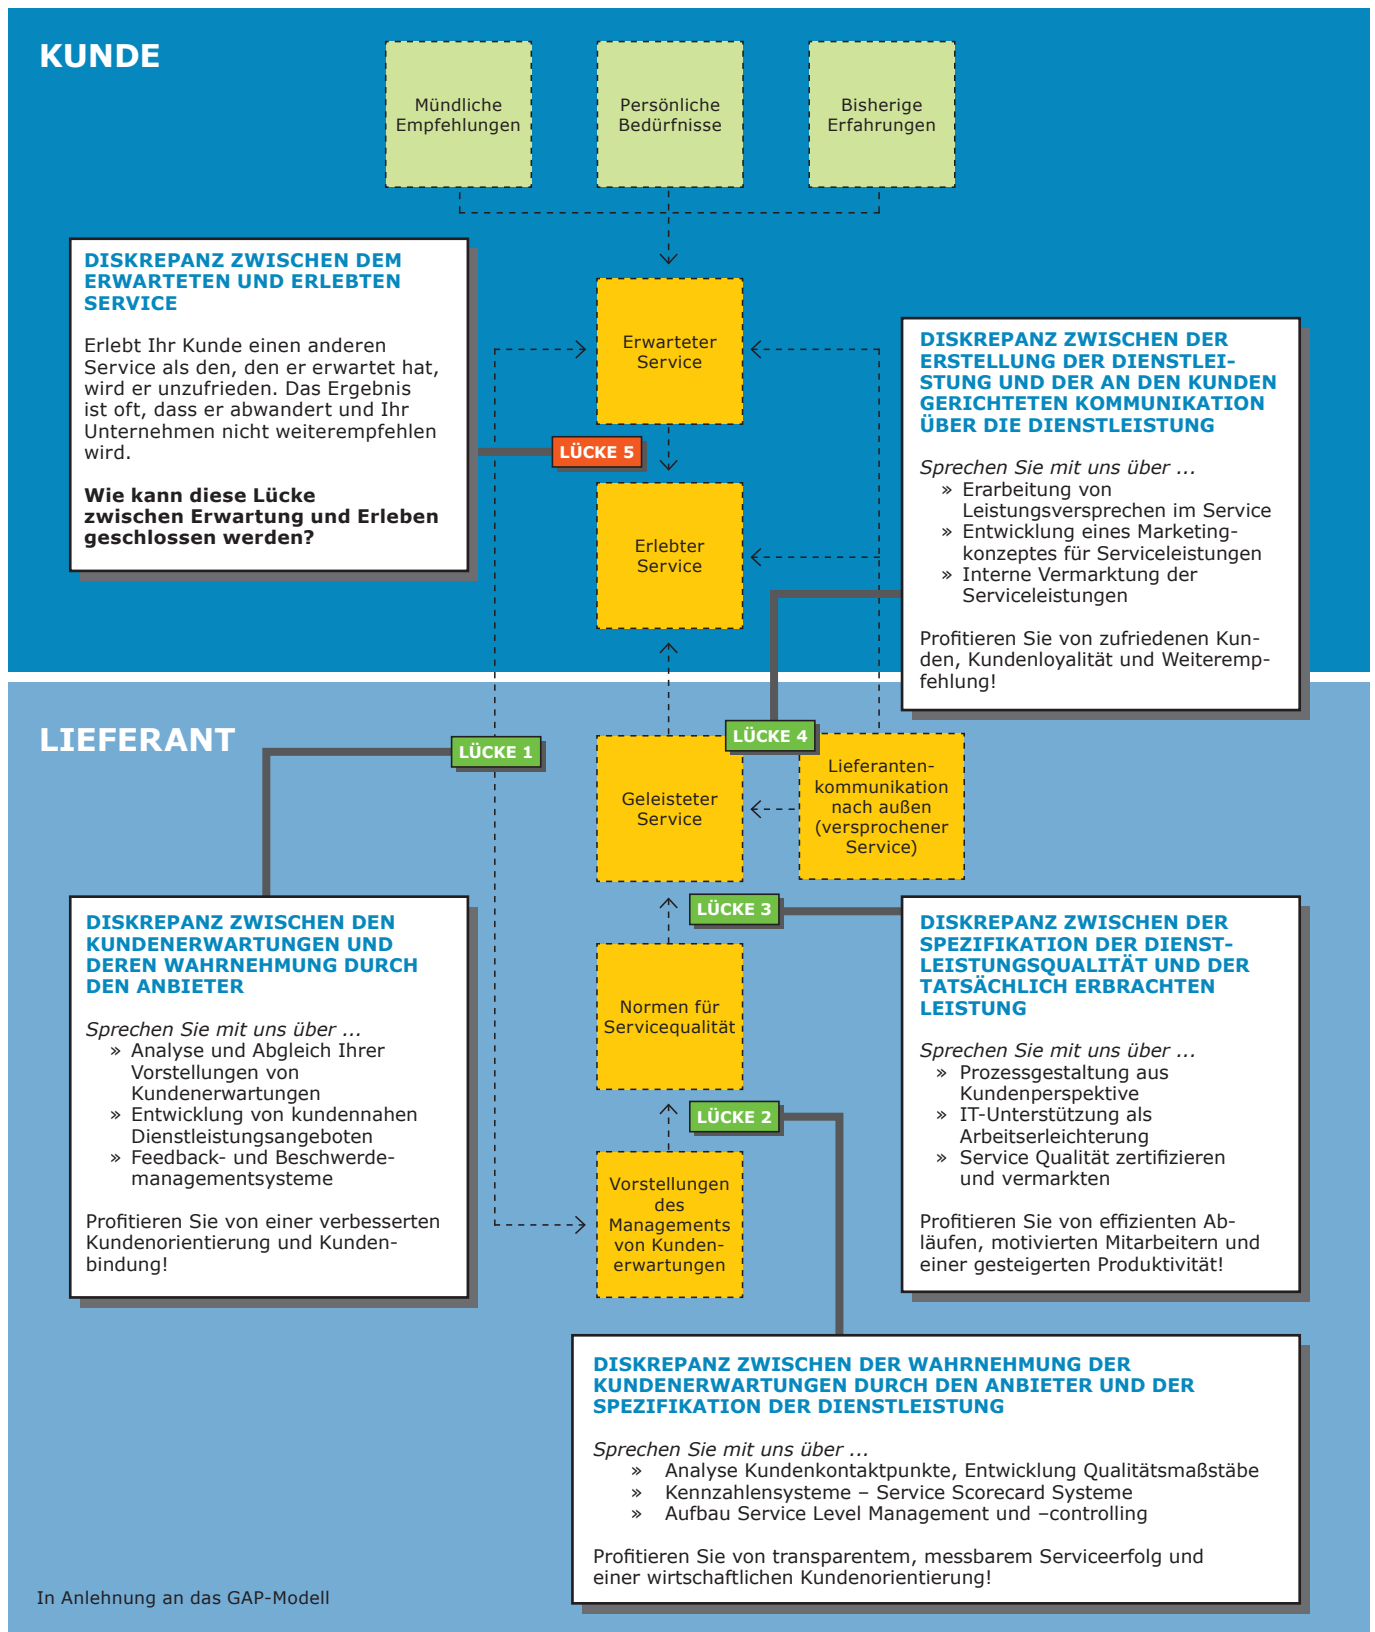 KUNDE
Mündliche
Empfehlungen
Persönliche
Bedürfnisse
Bisherige
Erfahrungen
DISKREPANZ ZWISCHEN DEM
ERWARTETEN UND ERLEBTEN
SERVICE
Erlebt Ihr Kunde einen anderen
Service als den, den er erwartet hat,
wird er unzufrieden. Das Ergebnis
ist oft, dass er abwandert und Ihr
Unternehmen nicht weiterempfehlen
wird.
Wie kann diese Lücke
zwischen Erwartung und Erleben
geschlossen werden?
Erwarteter
Service
LÜCKE 5
Erlebter
Service
DISKREPANZ ZWISCHEN DER
ERSTELLUNG DER DIENSTLEI-
STUNG UND DER AN DEN KUNDEN
GERICHTETEN KOMMUNIKATION
ÜBER DIE DIENSTLEISTUNG
Sprechen Sie mit uns über ...
» Erarbeitung von
Leistungsversprechen im Service
» Entwicklung eines Marketing-
konzeptes für Serviceleistungen
» Interne Vermarktung der
Serviceleistungen
Profitieren Sie von zufriedenen Kun-
den, Kundenloyalität und Weiteremp-
fehlung!
LIEFERANT
LÜCKE 1
LÜCKE 4
Geleisteter
Service
Lieferanten-
kommunikation
nach außen
(versprochener
Service)
DISKREPANZ ZWISCHEN DEN
KUNDENERWARTUNGEN UND
DEREN WAHRNEHMUNG DURCH
DEN ANBIETER
Sprechen Sie mit uns über ...
» Analyse und Abgleich Ihrer
Vorstellungen von
Kundenerwartungen
» Entwicklung von kundennahen
Dienstleistungsangeboten
» Feedback- und Beschwerde-
managementsysteme
Profitieren Sie von einer verbesserten
Kundenorientierung und Kunden-
bindung!
LÜCKE 3
Normen für
Servicequalität
LÜCKE 2
Vorstellungen
des
Managements
von Kunden-
erwartungen
DISKREPANZ ZWISCHEN DER
SPEZIFIKATION DER DIENST-
LEISTUNGSQUALITÄT UND DER
TATSÄCHLICH ERBRACHTEN
LEISTUNG
Sprechen Sie mit uns über ...
» Prozessgestaltung aus
Kundenperspektive
» IT-Unterstützung als
Arbeitserleichterung
» Service Qualität zertifizieren
und vermarkten
Profitieren Sie von effizienten Ab-
läufen, motivierten Mitarbeitern und
einer gesteigerten Produktivität!
DISKREPANZ ZWISCHEN DER WAHRNEHMUNG DER
KUNDENERWARTUNGEN DURCH DEN ANBIETER UND DER
SPEZIFIKATION DER DIENSTLEISTUNG
Sprechen Sie mit uns über ...
» Analyse Kundenkontaktpunkte, Entwicklung Qualitätsmaßstäbe
» Kennzahlensysteme – Service Scorecard Systeme
» Aufbau Service Level Management und –controlling
Profitieren Sie von transparentem, messbarem Serviceerfolg und
einer wirtschaftlichen Kundenorientierung!
In Anlehnung an das GAP-Modell